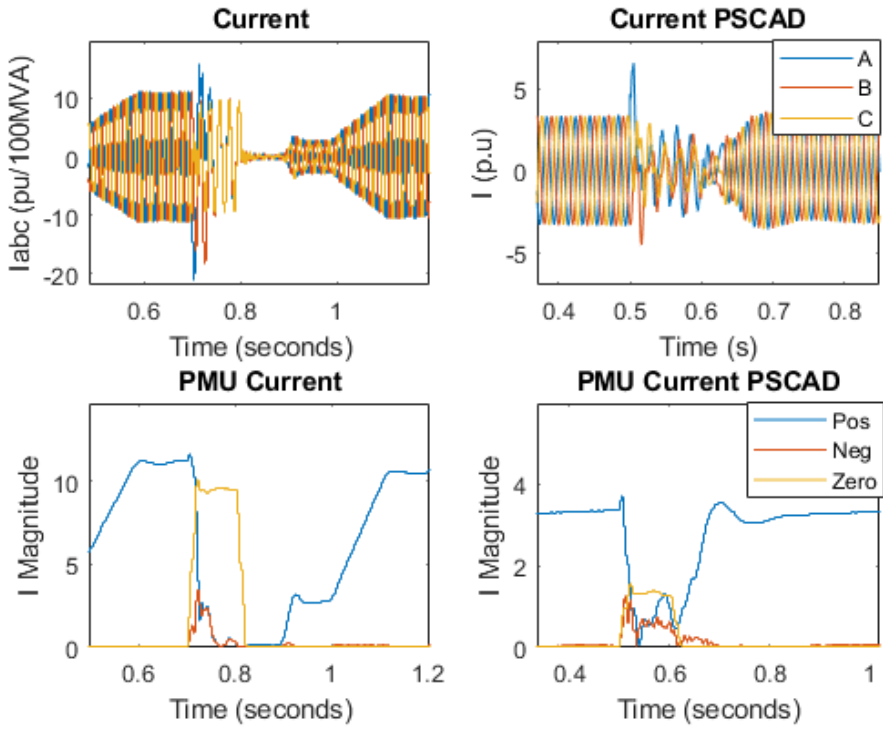 Current
Iabc (pu/100MVA)
10
0
-10
-20
0.6
0.8
1
Time (seconds)
Current PSCAD
I (p.u)
5
0
-5
A
B
C
0.4
0.5
0.6
0.7
0.8
Time (s)
PMU Current
I Magnitude
10
5
0
0.6
0.8
1
1.2
Time (seconds)
PMU Current PSCAD
I Magnitude
4
2
0
Pos
Neg
Zero
0.4
0.6
0.8
1
Time (seconds)